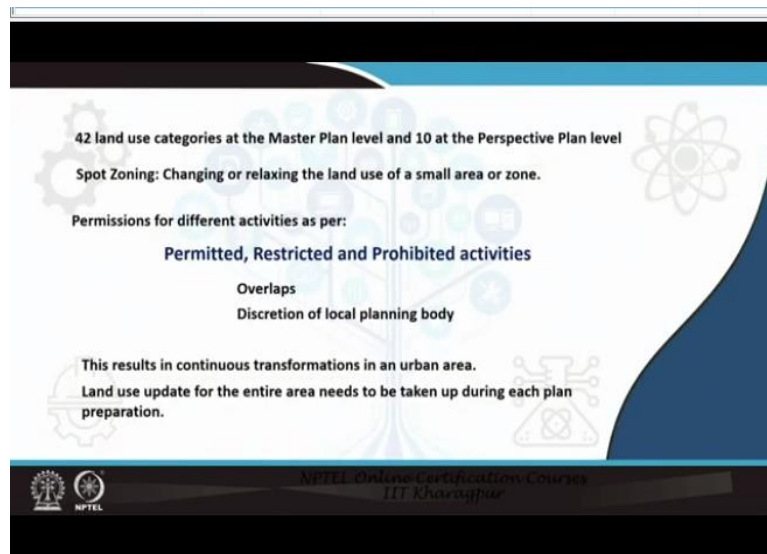 42 land use categories at the Master Plan level and 10 at the Perspective Plan level
Spot Zoning: Changing or relaxing the land use of a small area or zone.
Permissions for different activities as per:
Permitted, Restricted and Prohibited activities
Overlaps
Discretion of local planning body
This results in continuous transformations in an urban area.
Land use update for the entire area needs to be taken up during each plan
preparation.
NPTEL Online Certification Courses
IIT Kharagpur
NPTEL